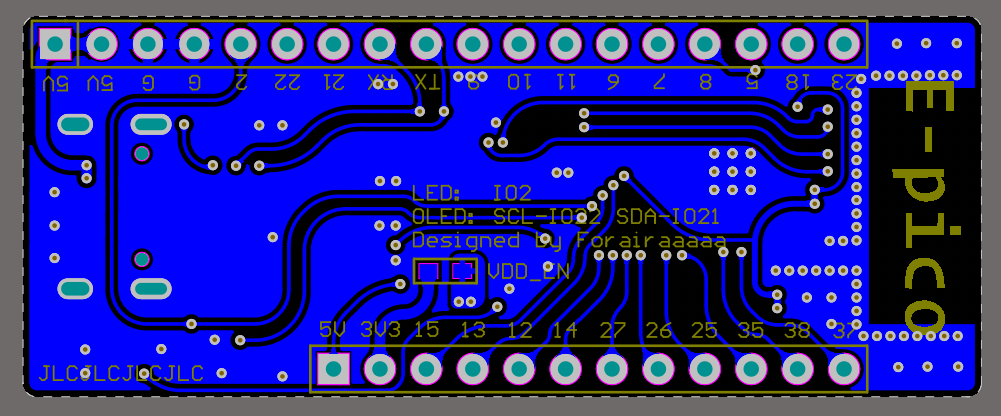 5V 5V G G 2 22 21 RX TX 9 10 11 6 7 8 5 18 23
E-pico
LED: IO2
OLED: SCL-IO22 SDA-IO21
Designed by Forairaaaaa
VDD_EN
5V 3V3 15 13 12 14 27 26 25 35 38 37
JLCJLCJLCJLC